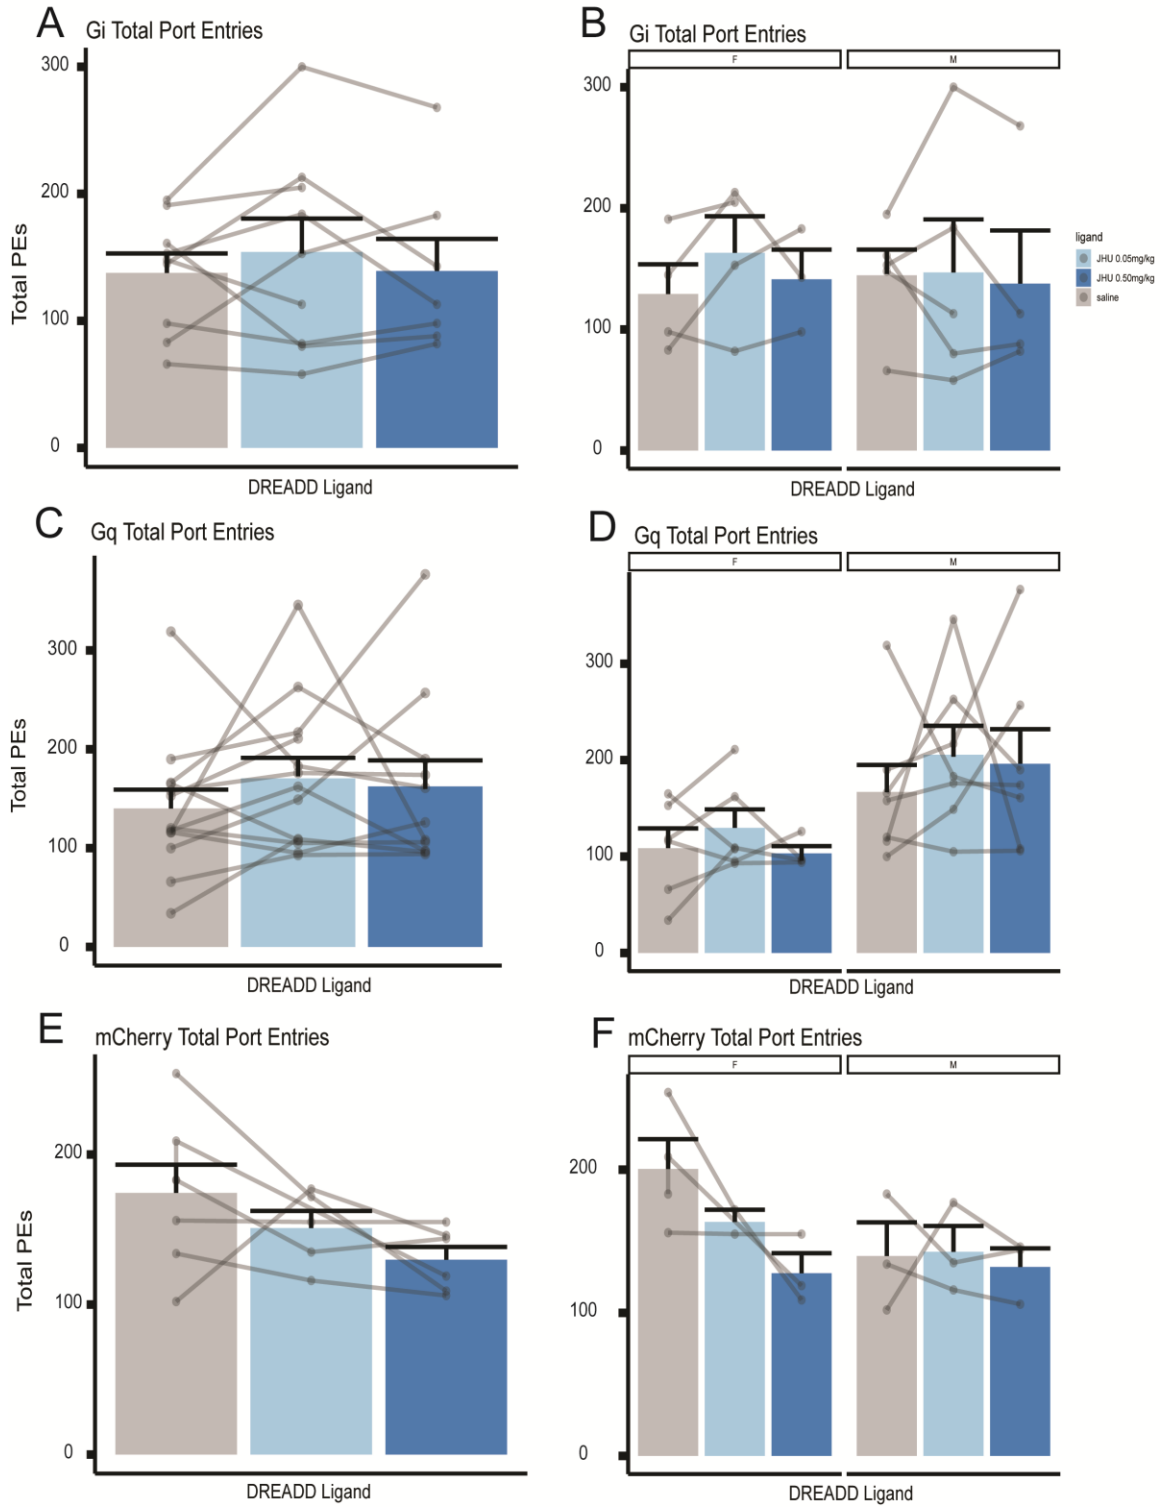 A
Gi Total Port Entries
300
200
100
0
Total PEs
DREADD Ligand
B
Gi Total Port Entries
F
M
300
200
100
0
DREADD Ligand
ligand
JHU 0.05mg/kg
JHU 0.50mg/kg
saline
C
Gq Total Port Entries
300
200
100
0
Total PEs
DREADD Ligand
D
Gq Total Port Entries
F
M
300
200
100
0
DREADD Ligand
E
mCherry Total Port Entries
200
100
0
Total PEs
DREADD Ligand
F
mCherry Total Port Entries
F
M
200
100
0
DREADD Ligand